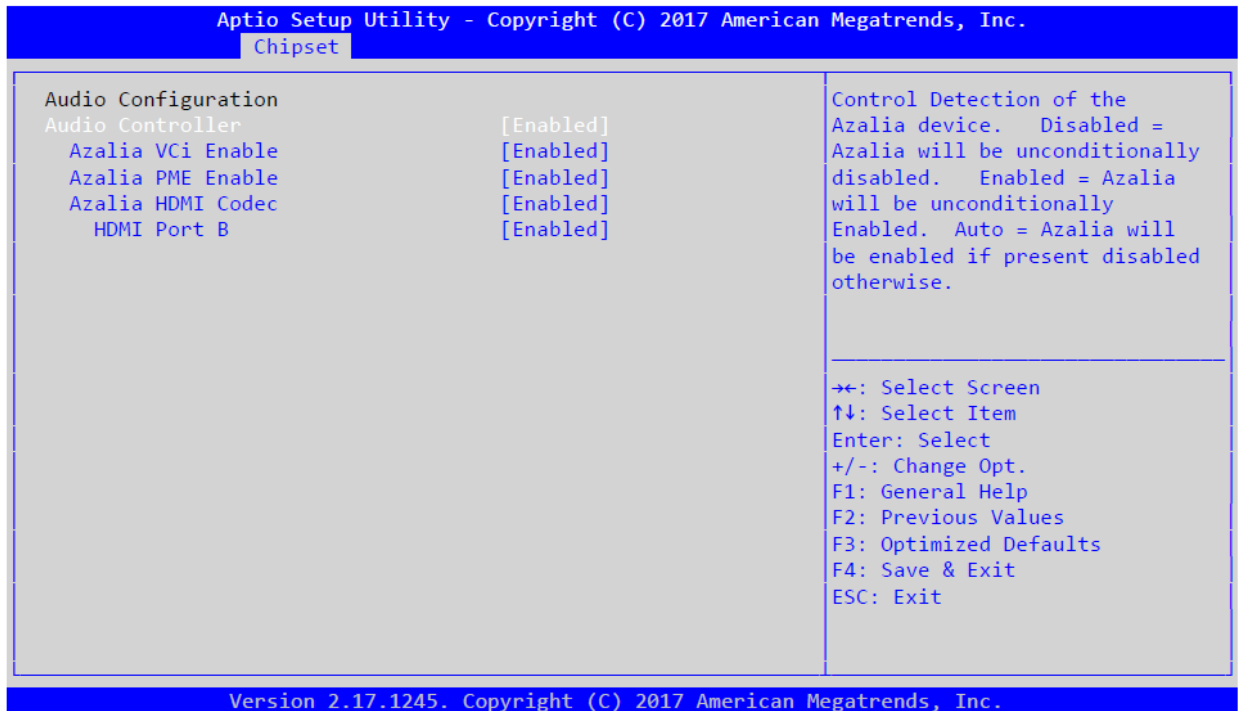 Aptio Setup Utility - Copyright (C) 2017 American Megatrends, Inc.
Chipset
Audio Configuration
Audio Controller [Enabled]
Azalia VCi Enable [Enabled]
Azalia PME Enable [Enabled]
Azalia HDMI Codec [Enabled]
HDMI Port B [Enabled]
Control Detection of the
Azalia device. Disabled =
Azalia will be unconditionally
disabled. Enabled = Azalia
will be unconditionally
Enabled. Auto = Azalia will
be enabled if present disabled
otherwise.
→←: Select Screen
↑↓: Select Item
Enter: Select
+/-: Change Opt.
F1: General Help
F2: Previous Values
F3: Optimized Defaults
F4: Save & Exit
ESC: Exit
Version 2.17.1245. Copyright (C) 2017 American Megatrends, Inc.